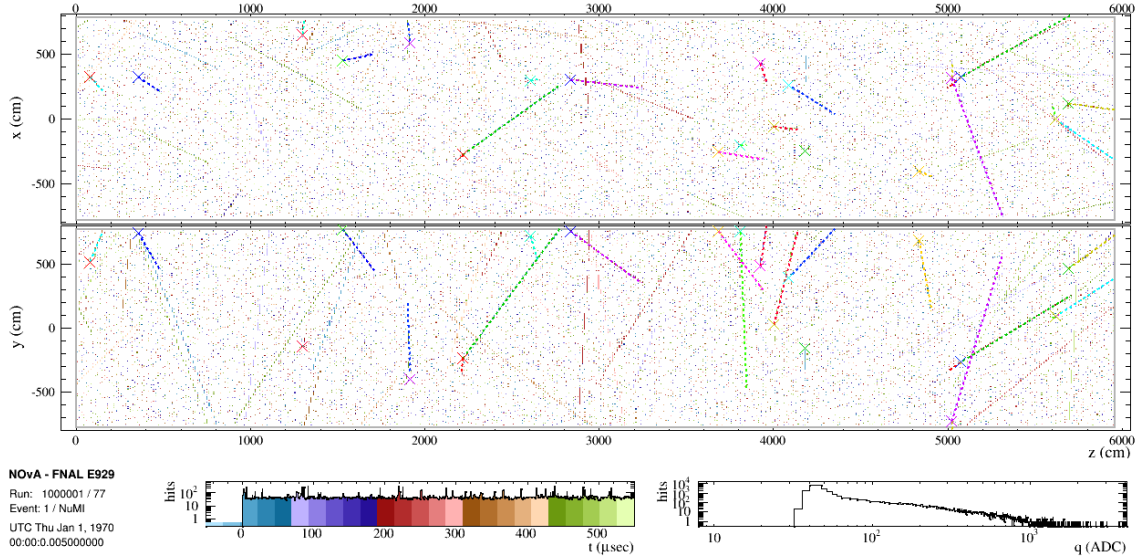 500
0
-500
x (cm)
0 1000 2000 3000 4000 5000 6000
500
0
-500
y (cm)
0 1000 2000 3000 4000 5000 6000
z (cm)
NOvA - FNAL E929
Run: 1000001 / 77
Event: 1 / NuMI
UTC Thu Jan 1, 1970
00:00:0.005000000
hits
10²
10
1
0 100 200 300 400 500
t (μsec)
hits
10⁴
10³
10²
10
1
10 10² 10³
q (ADC)